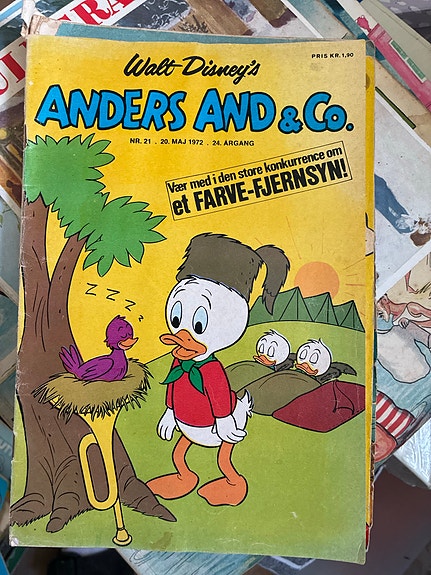 PRIS KR. 1,90
Walt Disney's
ANDERS AND & Co.
NR. 21 . 20. MAJ 1972 . 24. ÅRGANG
Vær med i den store konkurrence om
et FARVE-FJERNSYN!
Z Z Z Z